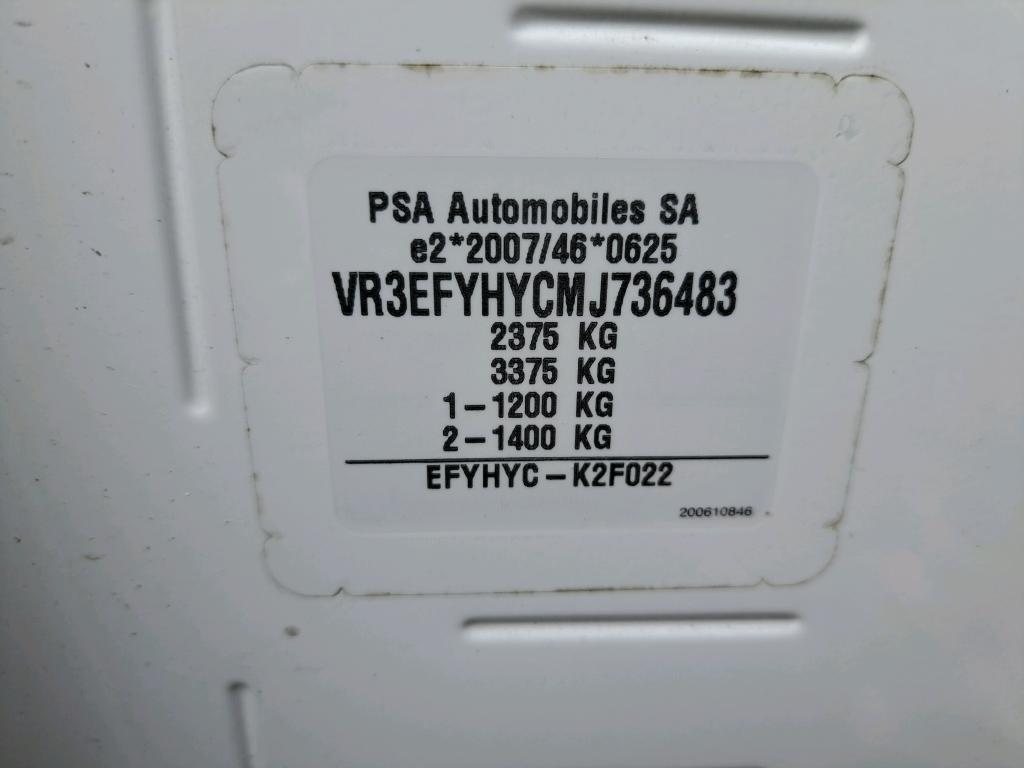 PSA Automobiles SA
e2*2007/46*0625
VR3EFYHYCMJ736483
2375 KG
3375 KG
1-1200 KG
2-1400 KG
EFYHYC-K2F022
200610846